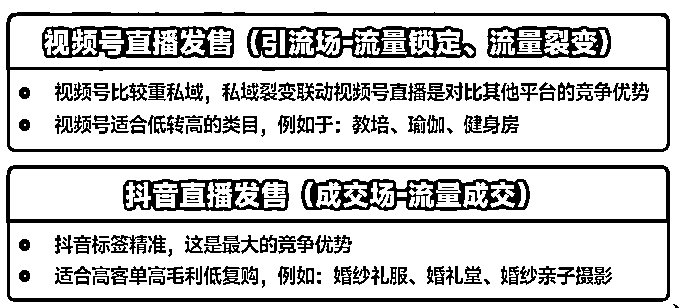 视频号直播发售（引流场-流量锁定、流量裂变）
视频号比较重私域，私域裂变联动视频号直播是对比其他平台的竞争优势
视频号适合低转高的类目，例如于：教培、瑜伽、健身房
抖音直播发售（成交场-流量成交）
抖音标签精准，这是最大的竞争优势
适合高客单高毛利低复购，例如：婚纱礼服、婚礼堂、婚纱亲子摄影